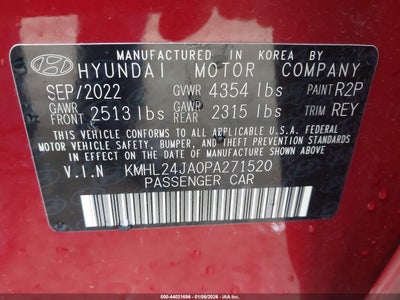 MANUFACTURED IN KOREA BY
HYUNDAI MOTOR COMPANY
SEP/2022 GVWR 4354 lbs PAINT R2P
GAWR FRONT 2513 lbs GAWR REAR 2315 lbs TRIM REY
THIS VEHICLE CONFORMS TO ALL APPLICABLE U.S.A FEDERAL
MOTOR VEHICLE SAFETY, BUMPER, AND THEFT PREVENTION
STANDARDS IN EFFECT ON THE DATE OF MANUFACTURE SHOWN ABOVE.
V.I.N KMHL24JA0PA271520
PASSENGER CAR
000-44021696 - 01/06/2026 -